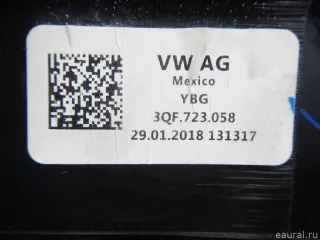 VW AG
Mexico
YBG
3QF.723.058
29.01.2018 131317
eaural.ru